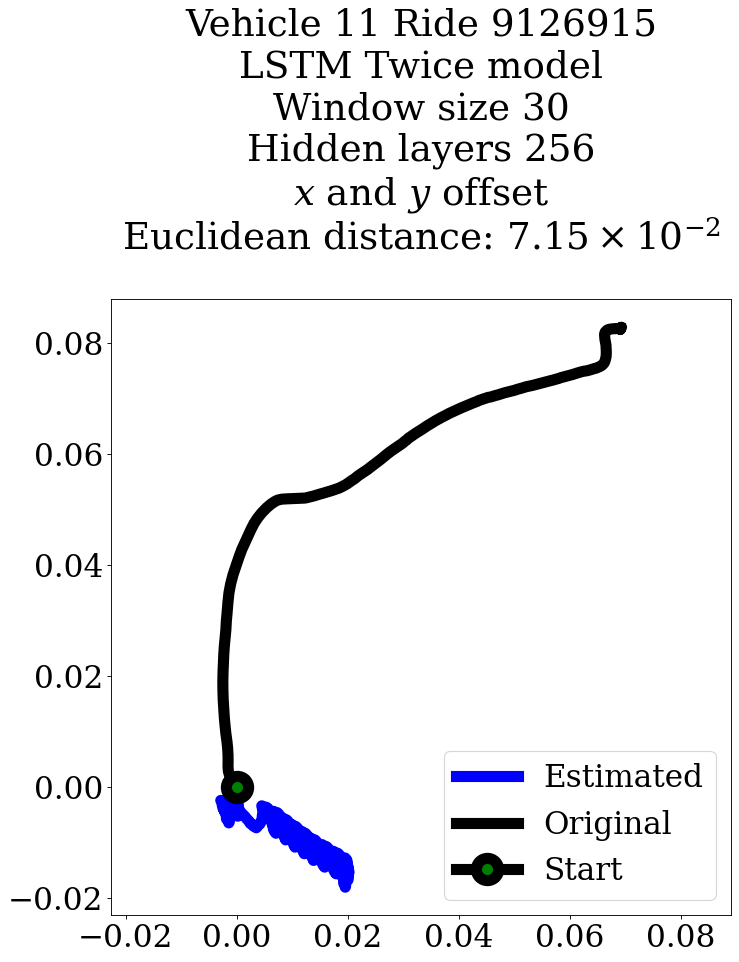 Vehicle 11 Ride 9126915
LSTM Twice model
Window size 30
Hidden layers 256
x and y offset
Euclidean distance: 7.15 × 10⁻²
0.08
0.06
0.04
0.02
0.00
−0.02
Estimated
Original
Start
−0.02 0.00 0.02 0.04 0.06 0.08